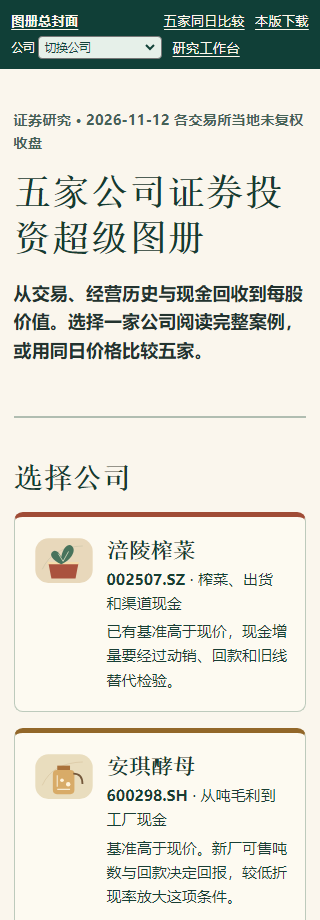 图册总封面 五家同日比较 本版下载
公司 切换公司 研究工作台
证券研究 • 2026-11-12 各交易所当地未复权
收盘
五家公司证券投
资超级图册
从交易、经营历史与现金回收到每股
价值。选择一家公司阅读完整案例，
或用同日价格比较五家。
选择公司
涪陵榨菜
002507.SZ · 榨菜、出货
和渠道现金
已有基准高于现价，现金增
量要经过动销、回款和旧线
替代检验。
安琪酵母
600298.SH · 从吨毛利到
工厂现金
基准高于现价。新厂可售吨
数与回款决定回报，较低折
现率放大这项条件。